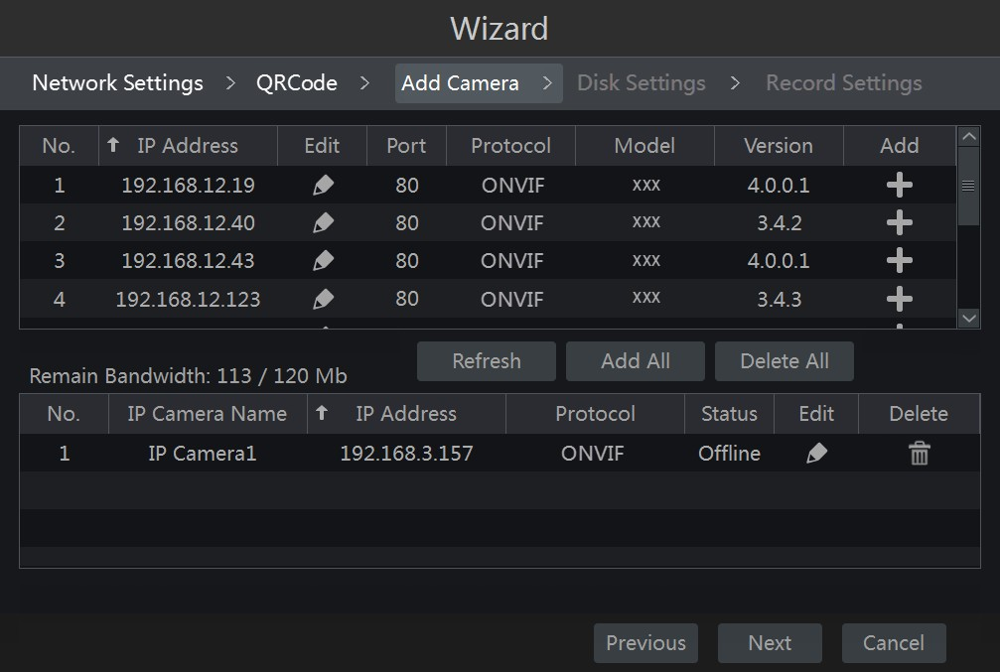 Wizard
Network Settings > QRCode > Add Camera > Disk Settings > Record Settings
No. ↑ IP Address Edit Port Protocol Model Version Add
1 192.168.12.19 80 ONVIF xxx 4.0.0.1
2 192.168.12.40 80 ONVIF xxx 3.4.2
3 192.168.12.43 80 ONVIF xxx 4.0.0.1
4 192.168.12.123 80 ONVIF xxx 3.4.3
Refresh Add All Delete All
Remain Bandwidth: 113 / 120 Mb
No. IP Camera Name ↑ IP Address Protocol Status Edit Delete
1 IP Camera1 192.168.3.157 ONVIF Offline
Previous Next Cancel